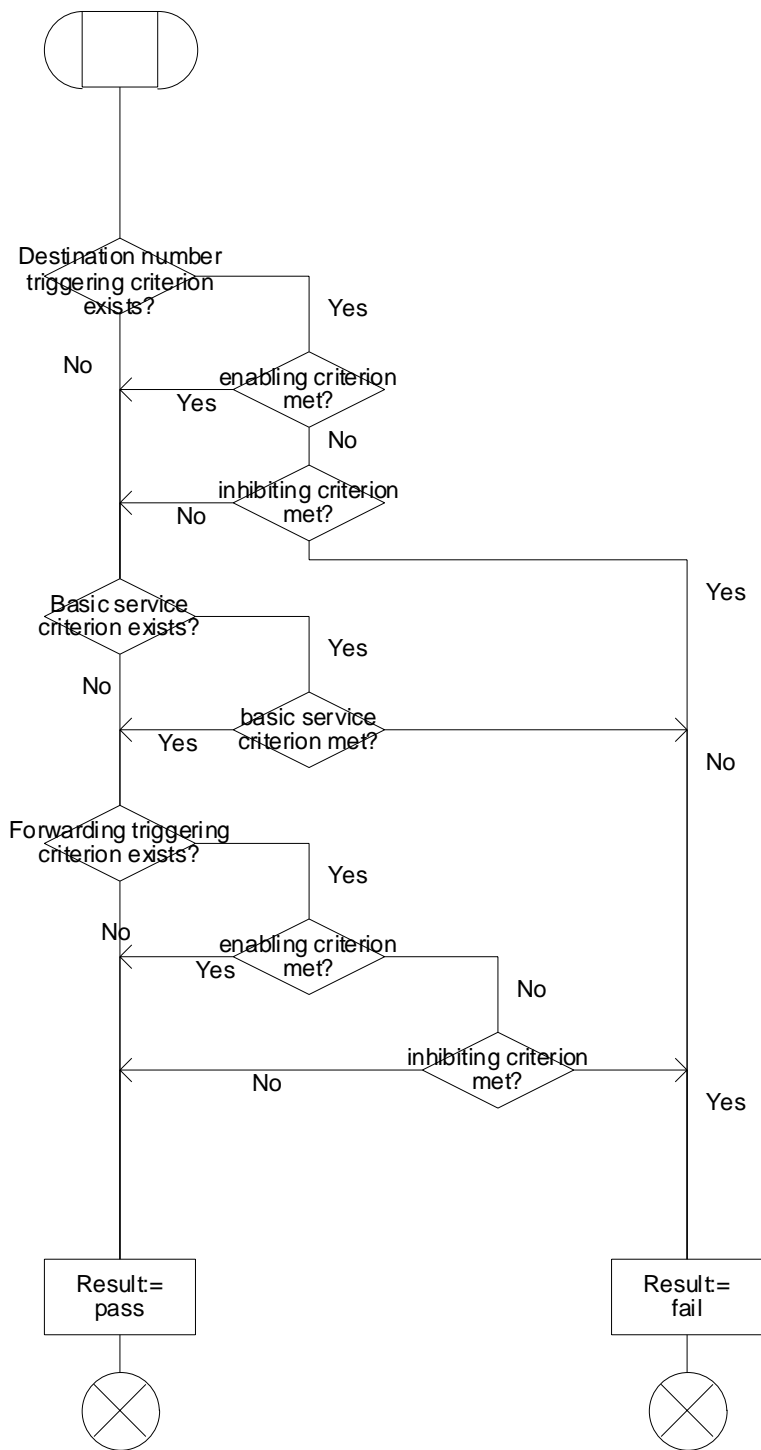 Destination number
triggering criterion
exists?
Yes
No
enabling criterion
met?
Yes
No
inhibiting criterion
met?
No
Yes
Basic service
criterion exists?
Yes
No
basic service
criterion met?
Yes
No
Forwarding triggering
criterion exists?
Yes
No
enabling criterion
met?
Yes
No
inhibiting criterion
met?
No
Yes
Result:=
pass
Result:=
fail